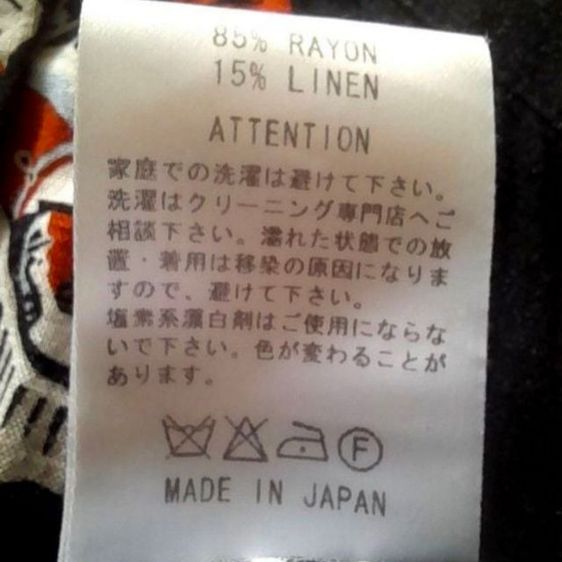 85% RAYON
15% LINEN
ATTENTION
家庭での洗濯は避けて下さい。
洗濯はクリーニング専門店へご
相談下さい。濡れた状態での放
置・着用は移染の原因になりま
すので、避けて下さい。
塩素系漂白剤はご使用にならな
いで下さい。色が変わることが
あります。
F
MADE IN JAPAN